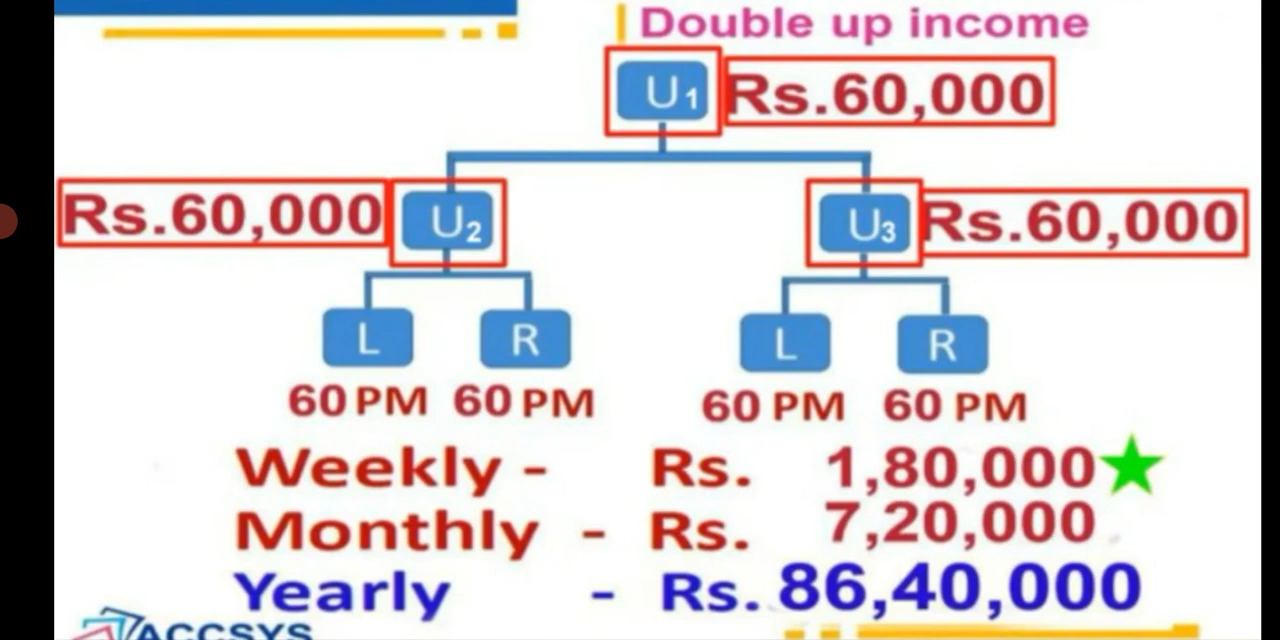 Double up income
U1 Rs.60,000
Rs.60,000 U2 U3 Rs.60,000
L R L R
60 PM 60 PM 60 PM 60 PM
Weekly - Rs. 1,80,000
Monthly - Rs. 7,20,000
Yearly - Rs. 86,40,000
ACCSYS